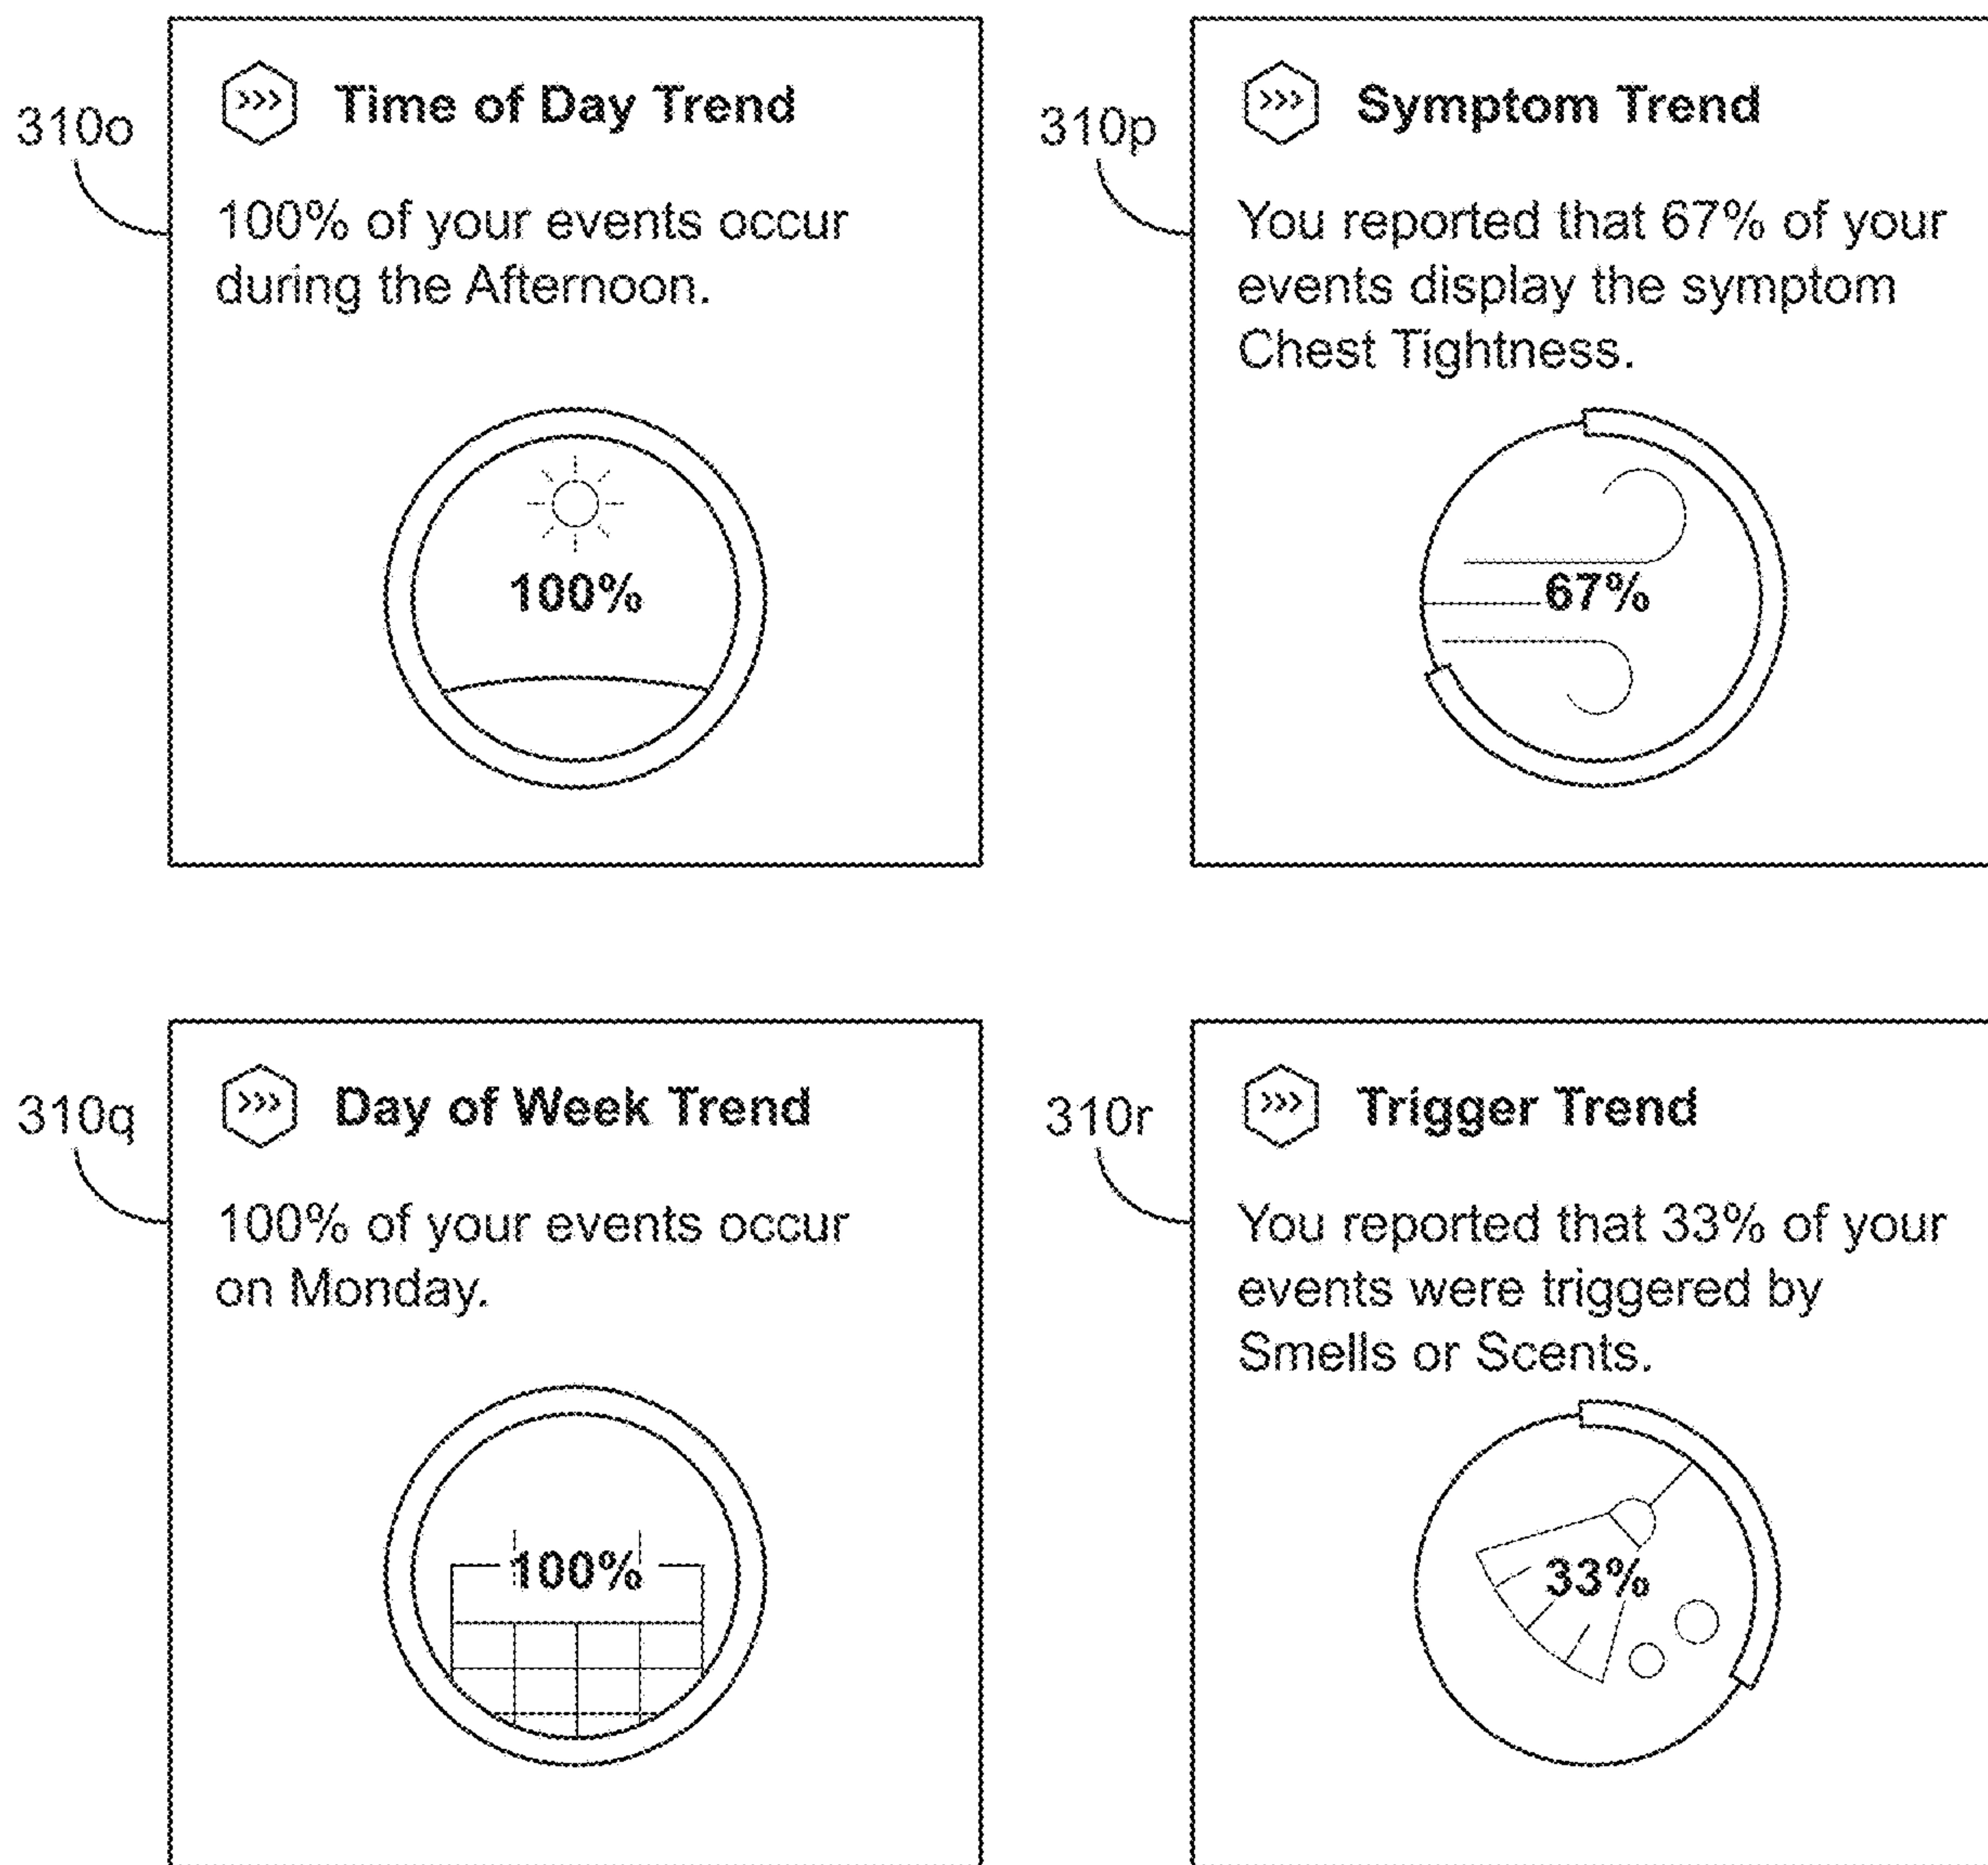 310o
>>> Time of Day Trend
100% of your events occur
during the Afternoon.
100%
310p
>>> Symptom Trend
You reported that 67% of your
events display the symptom
Chest Tightness.
67%
310q
>>> Day of Week Trend
100% of your events occur
on Monday.
100%
310r
>>> Trigger Trend
You reported that 33% of your
events were triggered by
Smells or Scents.
33%